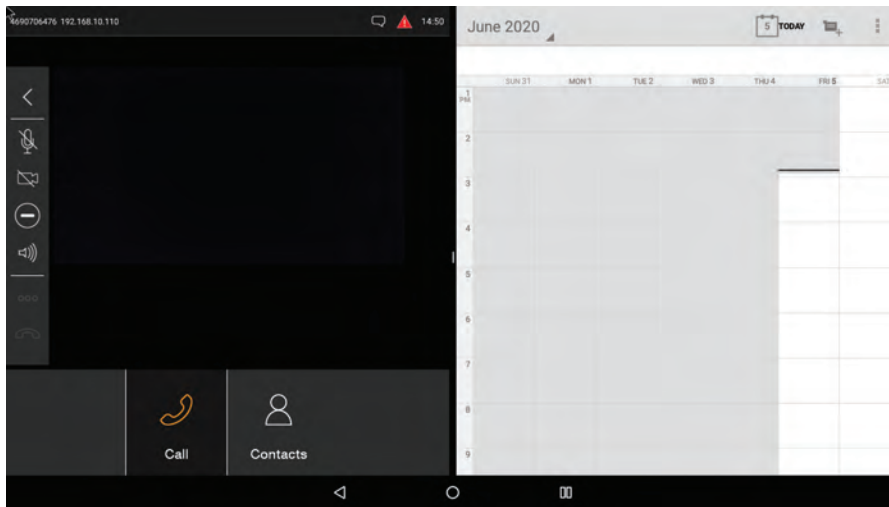 4690706476 192.168.10.110
14:50
Call
Contacts
June 2020
5 TODAY
SUN 31 MON 1 TUE 2 WED 3 THU 4 FRI 5 SAT
1
PM
2
3
4
5
6
7
8
9